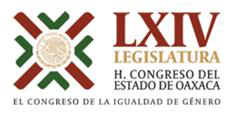 LXIV
LEGISLATURA
H. CONGRESO DEL
ESTADO DE OAXACA
EL CONGRESO DE LA IGUALDAD DE GÉNERO